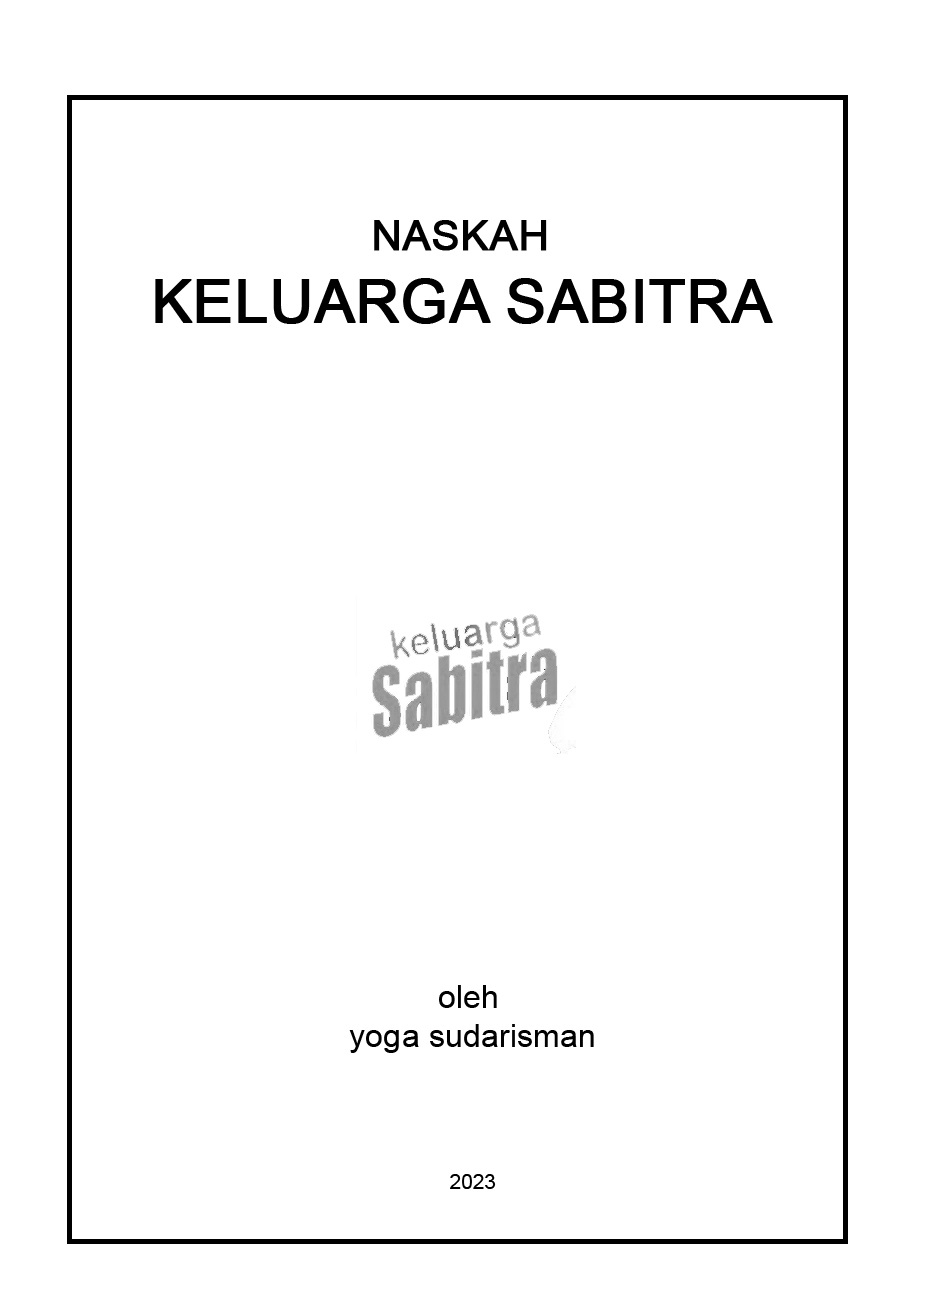 NASKAH
KELUARGA SABITRA
keluarga
Sabitra
oleh
yoga sudarisman
2023